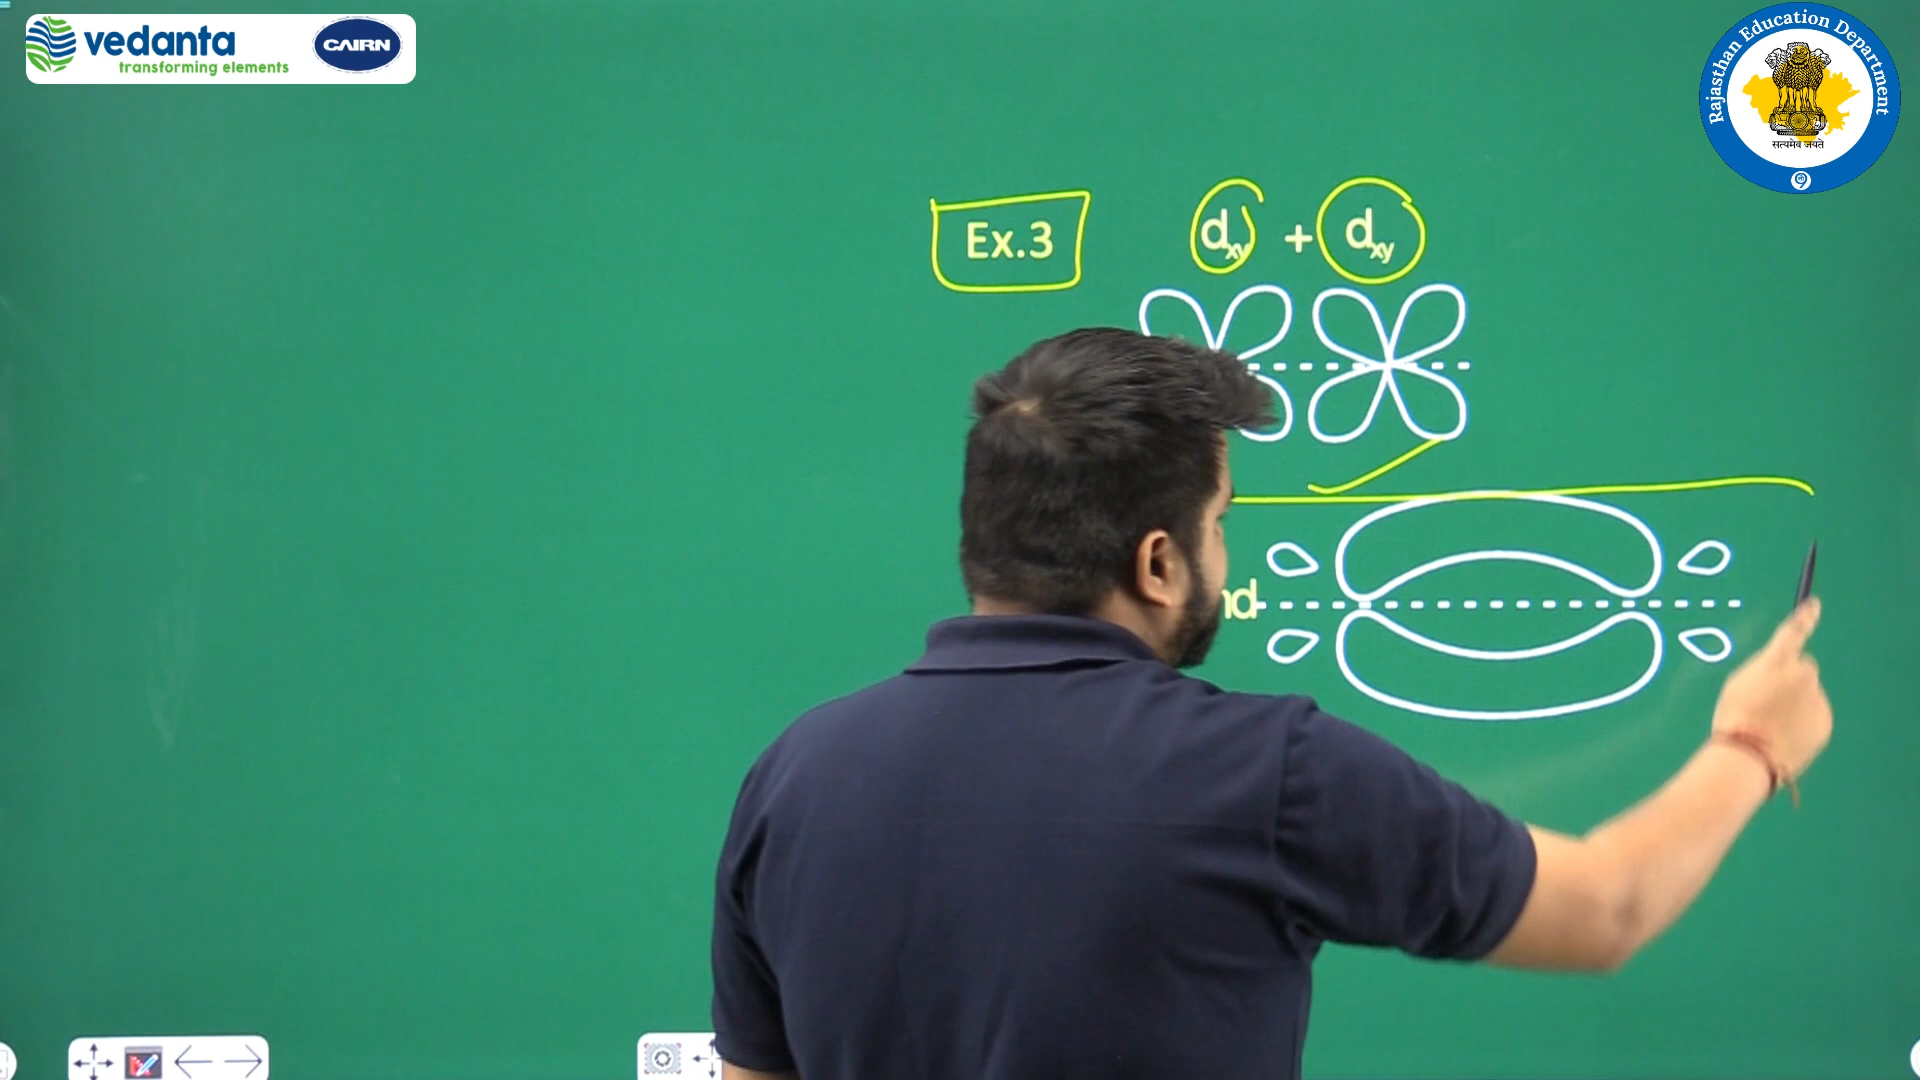 vedanta
transforming elements
CAIRN
Rajasthan Education Department
सत्यमेव जयते
Ex.3 dxy + dxy